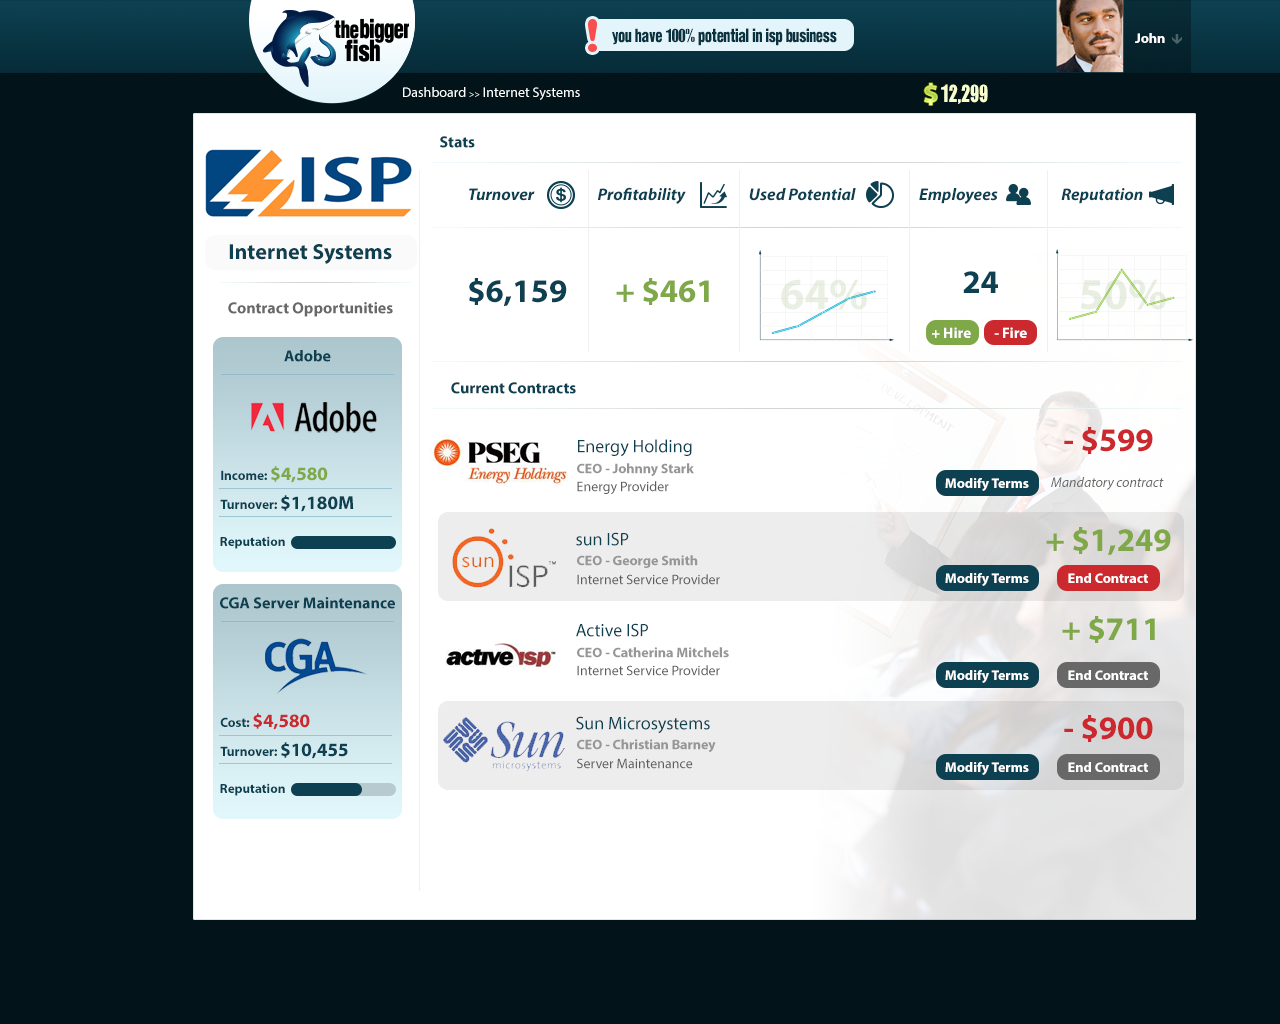 thebigger
fish
you have 100% potential in isp business
John
Dashboard >> Internet Systems
$ 12,299
ISP
Internet Systems
Contract Opportunities
Adobe
Adobe
Income: $4,580
Turnover: $1,180M
Reputation
CGA Server Maintenance
CGA
Cost: $4,580
Turnover: $10,455
Reputation
Stats
Turnover $ Profitability Used Potential Employees Reputation
$6,159 + $461 64% 24 50%
+ Hire - Fire
DEVELOPMENT
Current Contracts
PSEG
Energy Holdings
Energy Holding
CEO - Johnny Stark
Energy Provider
- $599
Modify Terms Mandatory contract
sun ISP™
sun ISP
CEO - George Smith
Internet Service Provider
+ $1,249
Modify Terms End Contract
active isp™
Active ISP
CEO - Catherina Mitchels
Internet Service Provider
+ $711
Modify Terms End Contract
Sun
microsystems
Sun Microsystems
CEO - Christian Barney
Server Maintenance
- $900
Modify Terms End Contract